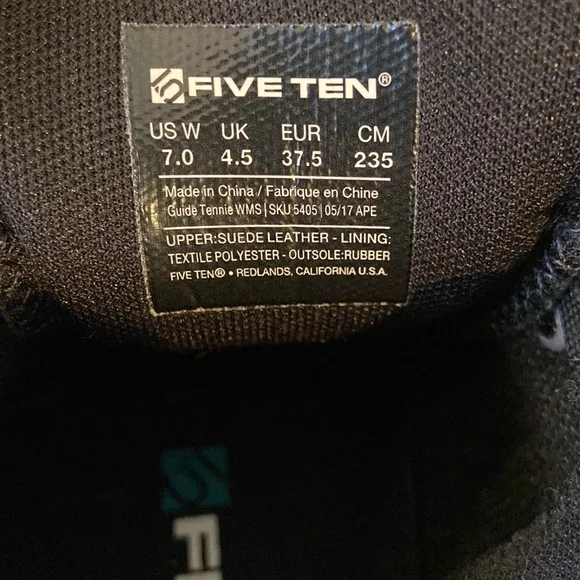 FIVE TEN®
US W UK EUR CM
7.0 4.5 37.5 235
Made in China / Fabrique en Chine
Guide Tennie WMS | SKU 5405 | 05/17 APE
UPPER:SUEDE LEATHER - LINING:
TEXTILE POLYESTER - OUTSOLE:RUBBER
FIVE TEN® • REDLANDS, CALIFORNIA U.S.A.
FI